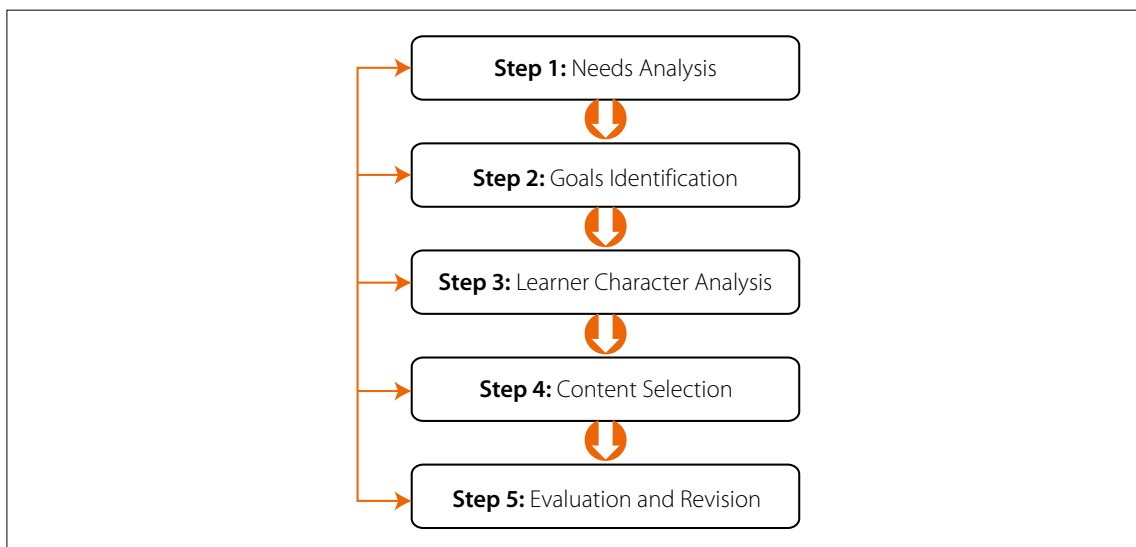 Step 1: Needs Analysis
Step 2: Goals Identification
Step 3: Learner Character Analysis
Step 4: Content Selection
Step 5: Evaluation and Revision